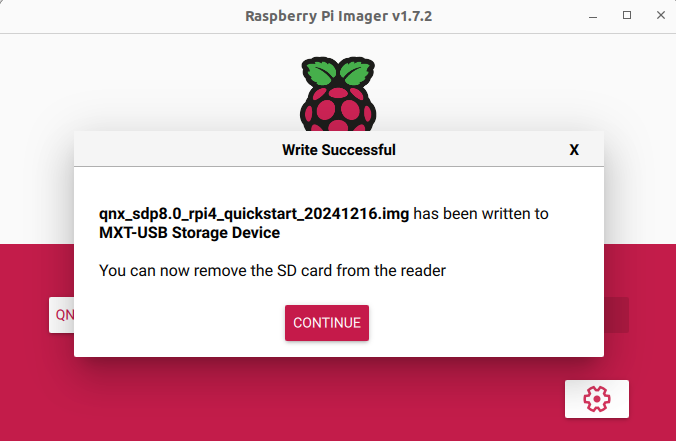 Raspberry Pi Imager v1.7.2
Write Successful
X
qnx_sdp8.0_rpi4_quickstart_20241216.img has been written to
MXT-USB Storage Device
You can now remove the SD card from the reader
QN
CONTINUE